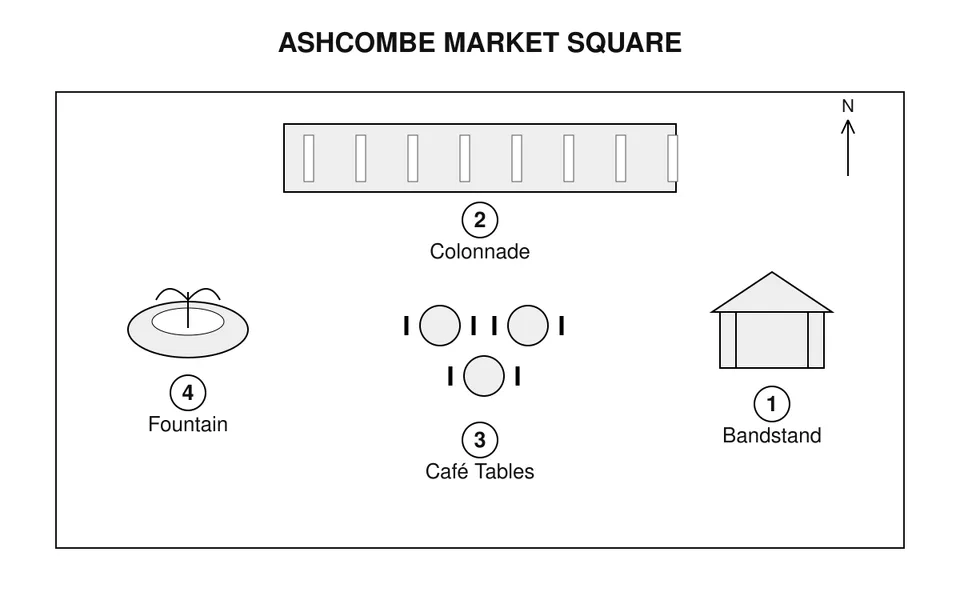 ASHCOMBE MARKET SQUARE
N
2
Colonnade
4
Fountain
3
Café Tables
1
Bandstand